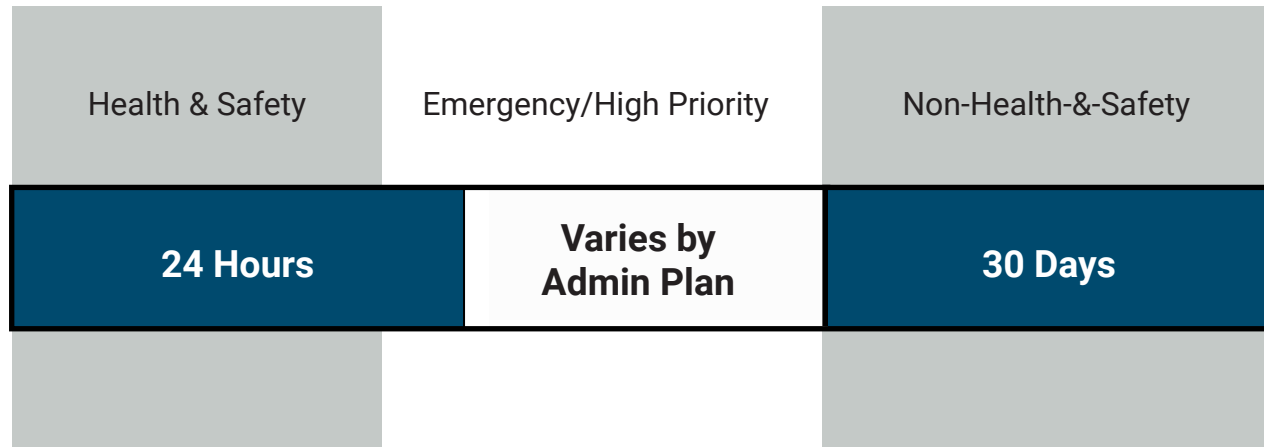 Health & Safety
Emergency/High Priority
Non-Health-&-Safety
24 Hours
Varies by
Admin Plan
30 Days